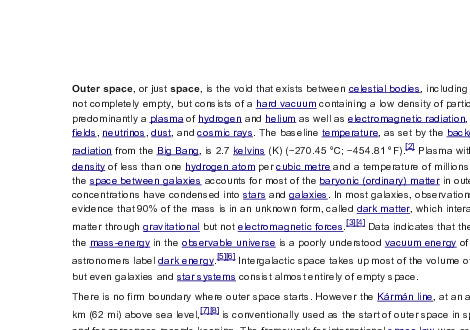 Outer space, or just space, is the void that exists between celestial bodies, including
not completely empty, but consists of a hard vacuum containing a low density of partic
predominantly a plasma of hydrogen and helium as well as electromagnetic radiation,
fields, neutrinos, dust, and cosmic rays. The baseline temperature, as set by the back
radiation from the Big Bang, is 2.7 kelvins (K) (−270.45 °C; −454.81 °F).[2] Plasma wit
density of less than one hydrogen atom per cubic metre and a temperature of millions
the space between galaxies accounts for most of the baryonic (ordinary) matter in oute
concentrations have condensed into stars and galaxies. In most galaxies, observation
evidence that 90% of the mass is in an unknown form, called dark matter, which intera
matter through gravitational but not electromagnetic forces.[3][4] Data indicates that the
the mass-energy in the observable universe is a poorly understood vacuum energy of
astronomers label dark energy.[5][6] Intergalactic space takes up most of the volume of
but even galaxies and star systems consist almost entirely of empty space.
There is no firm boundary where outer space starts. However the Kármán line, at an a
km (62 mi) above sea level,[7][8] is conventionally used as the start of outer space in sp